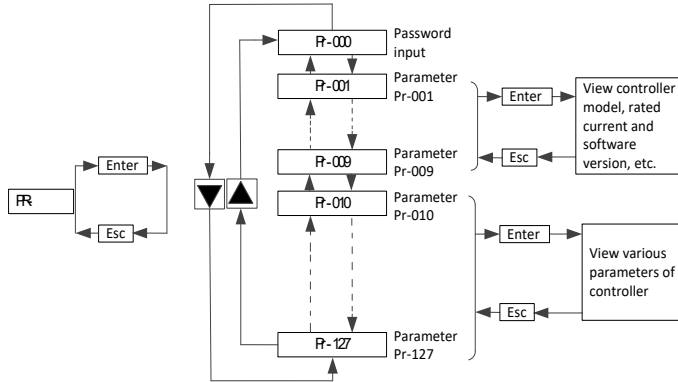 PR-
Enter
Esc
Pr-000
Pr-001
Pr-009
Pr-010
Pr-127
Password
input
Parameter
Pr-001
Parameter
Pr-009
Parameter
Pr-010
Parameter
Pr-127
Enter
Esc
View controller
model, rated
current and
software
version, etc.
Enter
Esc
View various
parameters of
controller